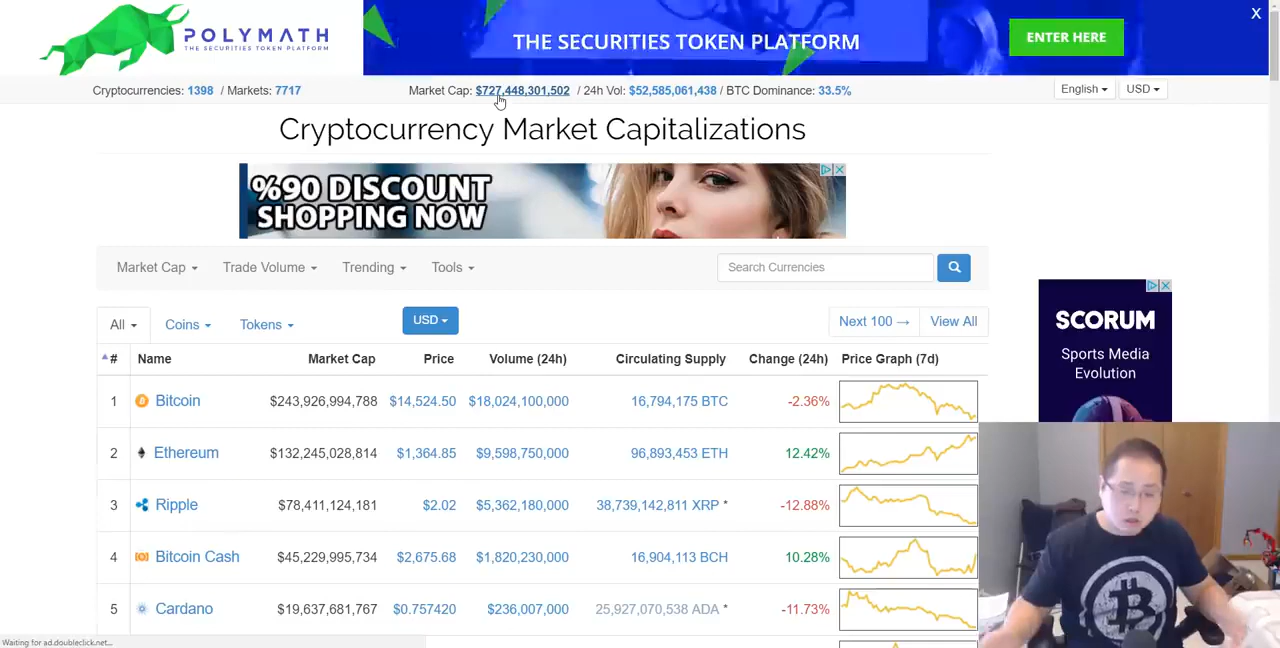 POLYMATH
THE SECURITIES TOKEN PLATFORM
THE SECURITIES TOKEN PLATFORM
ENTER HERE
X
Cryptocurrencies: 1398 / Markets: 7717
Market Cap: $727,448,301,502 / 24h Vol: $52,585,061,438 / BTC Dominance: 33.5%
English
USD
Cryptocurrency Market Capitalizations
%90 DISCOUNT
SHOPPING NOW
Market Cap Trade Volume Trending Tools
Search Currencies
All Coins Tokens
USD
Next 100 → View All
# Name Market Cap Price Volume (24h) Circulating Supply Change (24h) Price Graph (7d)
1 Bitcoin $243,926,994,788 $14,524.50 $18,024,100,000 16,794,175 BTC -2.36%
2 Ethereum $132,245,028,814 $1,364.85 $9,598,750,000 96,893,453 ETH 12.42%
3 Ripple $78,411,124,181 $2.02 $5,362,180,000 38,739,142,811 XRP * -12.88%
4 Bitcoin Cash $45,229,995,734 $2,675.68 $1,820,230,000 16,904,113 BCH 10.28%
5 Cardano $19,637,681,767 $0.757420 $236,007,000 25,927,070,538 ADA * -11.73%
SCORUM
Sports Media
Evolution
Waiting for ad.doubleclick.net...